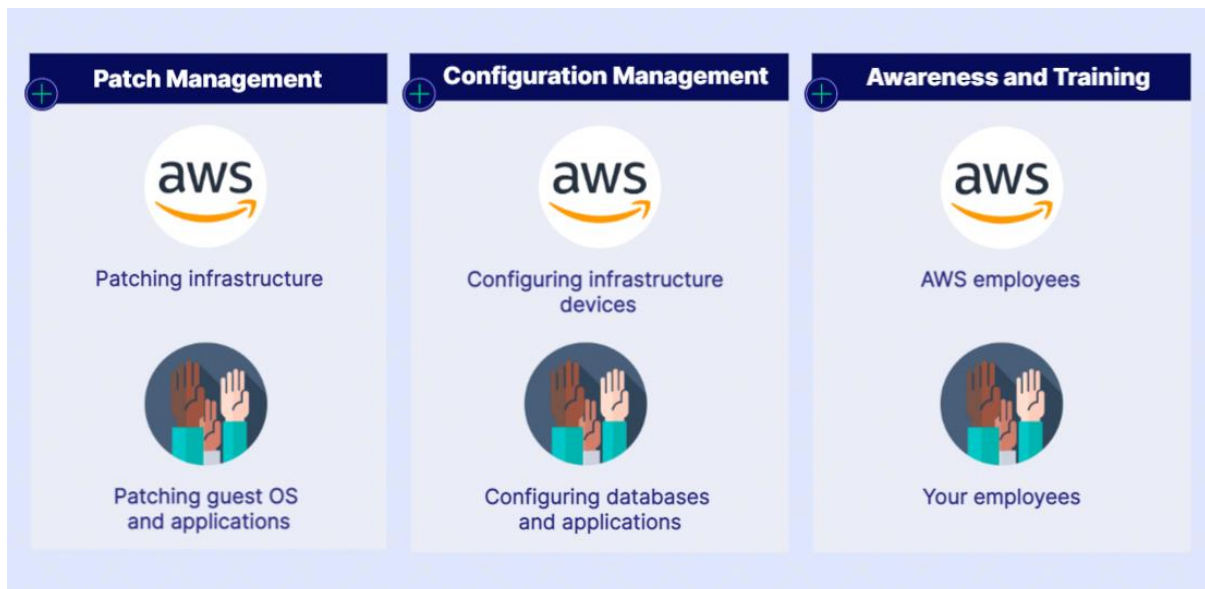 Patch Management
aws
Patching infrastructure
Patching guest OS
and applications
Configuration Management
aws
Configuring infrastructure
devices
Configuring databases
and applications
Awareness and Training
aws
AWS employees
Your employees